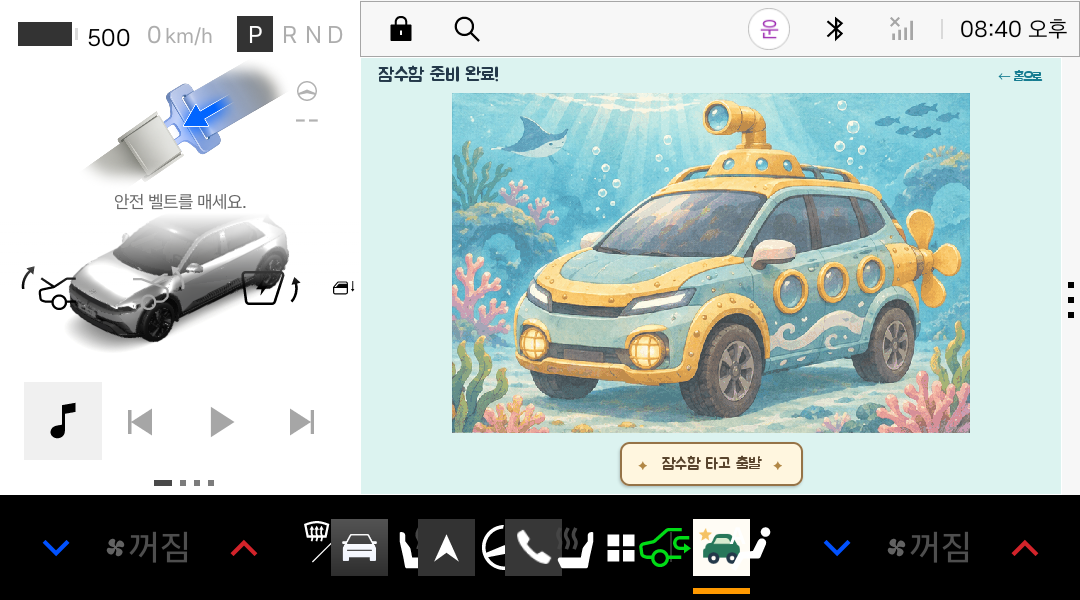 500 0 km/h P R N D
운 08:40 오후
잠수함 준비 완료!
← 홈으로
안전 벨트를 매세요.
잠수함 타고 출발
꺼짐
꺼짐